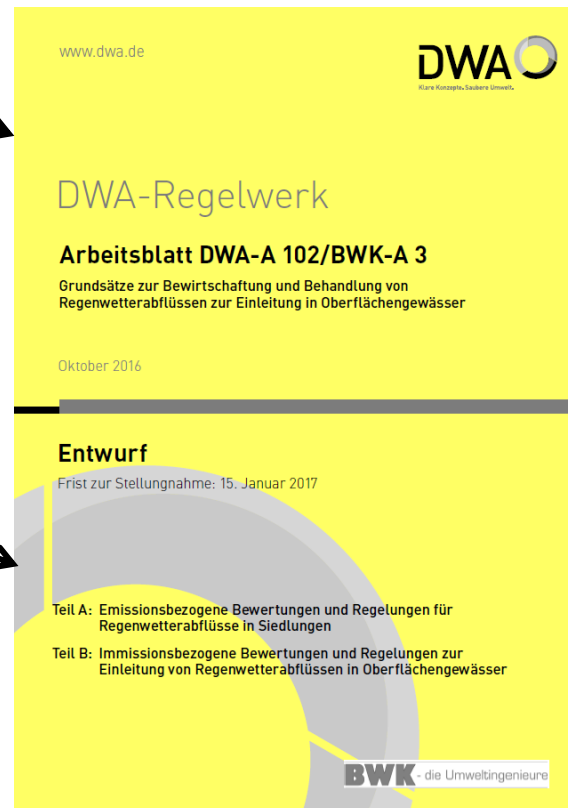 www.dwa.de
DWA
Klare Konzepte. Saubere Umwelt.
DWA-Regelwerk
Arbeitsblatt DWA-A 102/BWK-A 3
Grundsätze zur Bewirtschaftung und Behandlung von
Regenwetterabflüssen zur Einleitung in Oberflächengewässer
Oktober 2016
Entwurf
Frist zur Stellungnahme: 15. Januar 2017
Teil A: Emissionsbezogene Bewertungen und Regelungen für
Regenwetterabflüsse in Siedlungen
Teil B: Immissionsbezogene Bewertungen und Regelungen zur
Einleitung von Regenwetterabflüssen in Oberflächengewässer
BWK - die Umweltingenieure